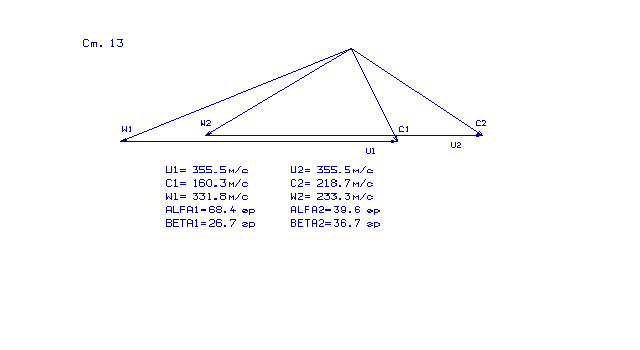 Ст. 13
W1
W2
C1
C2
U1
U2
U1= 355.5м/с U2= 355.5м/с
C1= 160.3м/с C2= 218.7м/с
W1= 331.8м/с W2= 233.3м/с
ALFA1=68.4 гр ALFA2=39.6 гр
BETA1=26.7 гр BETA2=36.7 гр